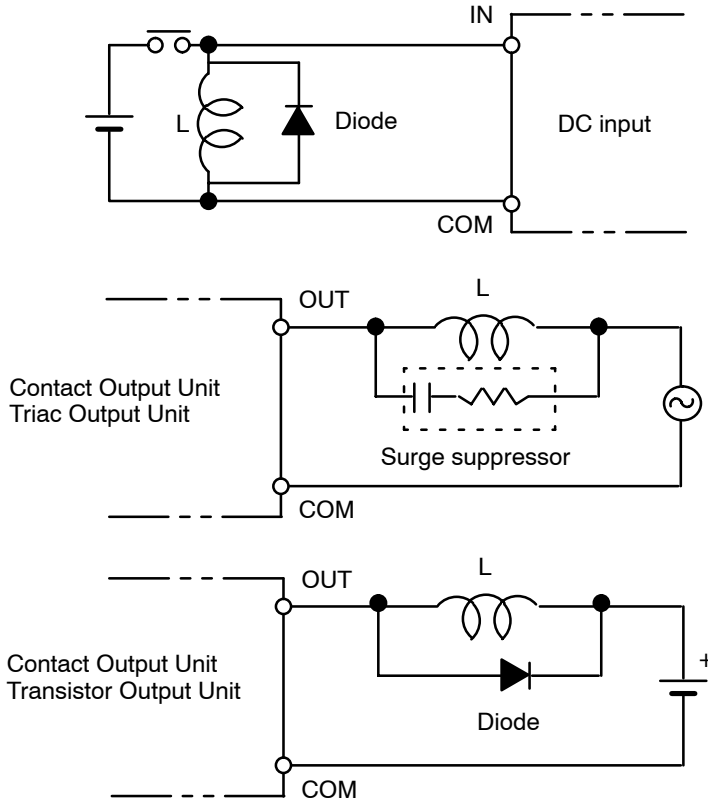 IN
L
Diode
DC input
COM
OUT
L
Contact Output Unit
Triac Output Unit
Surge suppressor
COM
OUT
L
Contact Output Unit
Transistor Output Unit
+
Diode
COM